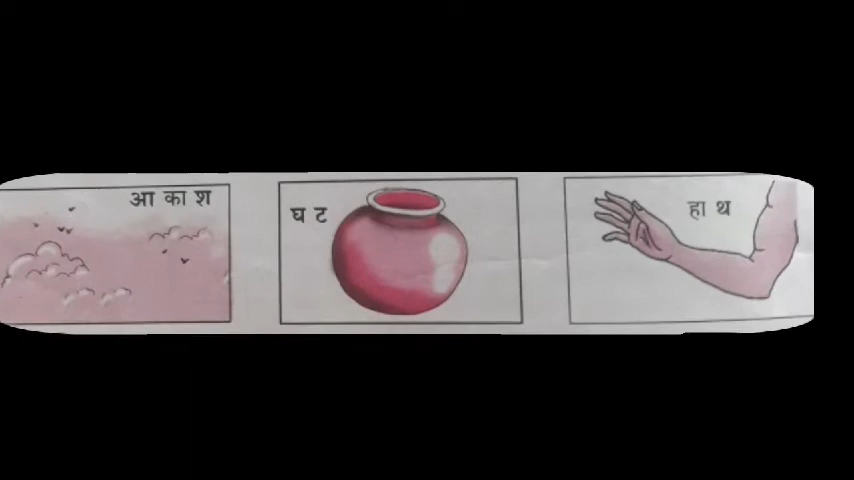 आ का श
घ ट
हा थ